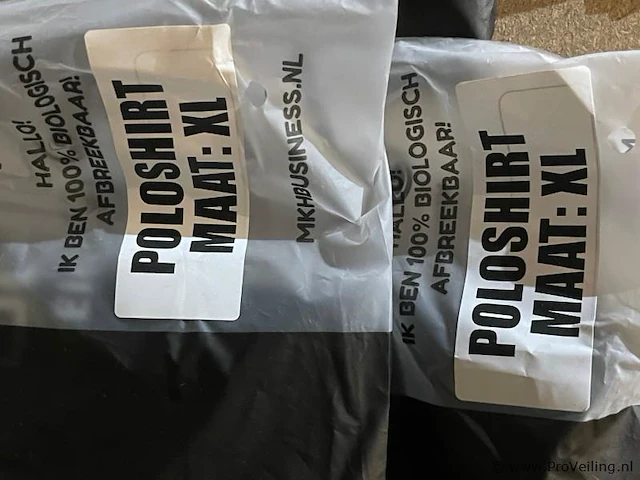 HALLO!
IK BEN 100% BIOLOGISCH
AFBREEKBAAR!
POLOSHIRT
MAAT: XL
MKHBUSINESS.NL
HALLO!
IK BEN 100% BIOLOGISCH
AFBREEKBAAR!
POLOSHIRT
MAAT: XL
© www.ProVeiling.nl